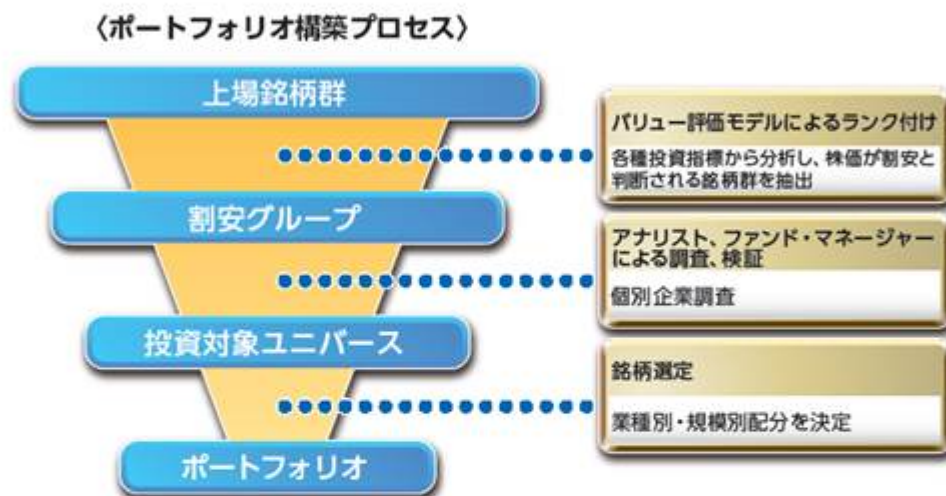 〈ポートフォリオ構築プロセス〉
上場銘柄群
バリュー評価モデルによるランク付け
各種投資指標から分析し、株価が割安と
判断される銘柄群を抽出
割安グループ
アナリスト、ファンド・マネージャー
による調査、検証
個別企業調査
投資対象ユニバース
銘柄選定
業種別・規模別配分を決定
ポートフォリオ